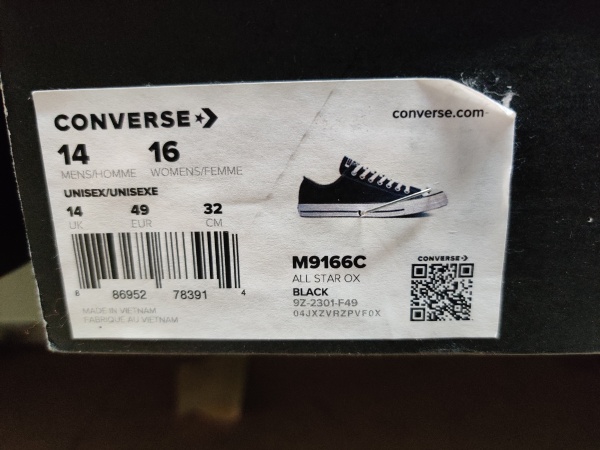 CONVERSE
converse.com
14 16
MENS/HOMME WOMENS/FEMME
UNISEX/UNISEXE
14 49 32
UK EUR CM
8 86952 78391 4
MADE IN VIETNAM
FABRIQUÉ AU VIETNAM
M9166C
ALL STAR OX
BLACK
9Z-2301-F49
04JXZVRZPVF0X
CONVERSE